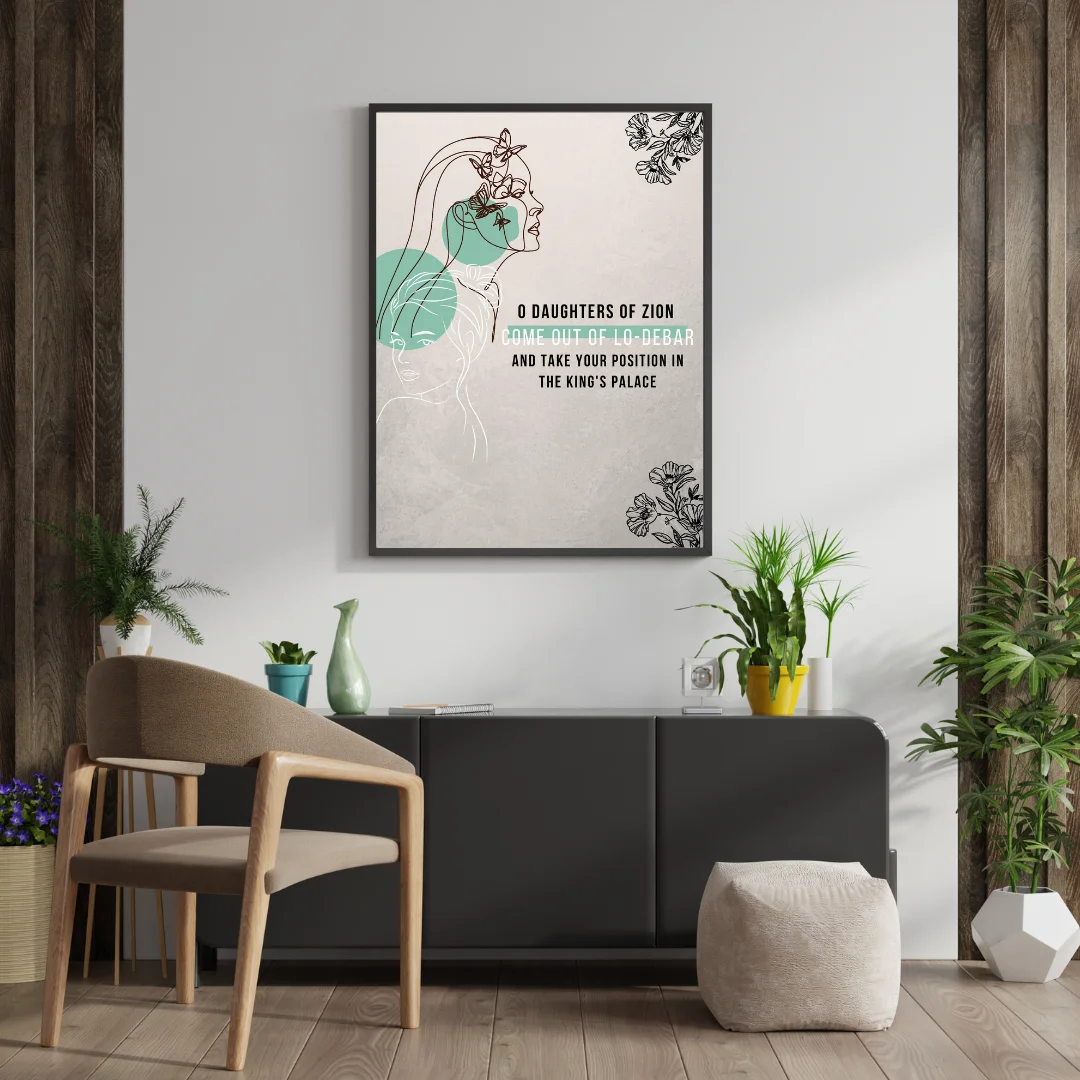 O DAUGHTERS OF ZION
COME OUT OF LO-DEBAR
AND TAKE YOUR POSITION IN
THE KING'S PALACE